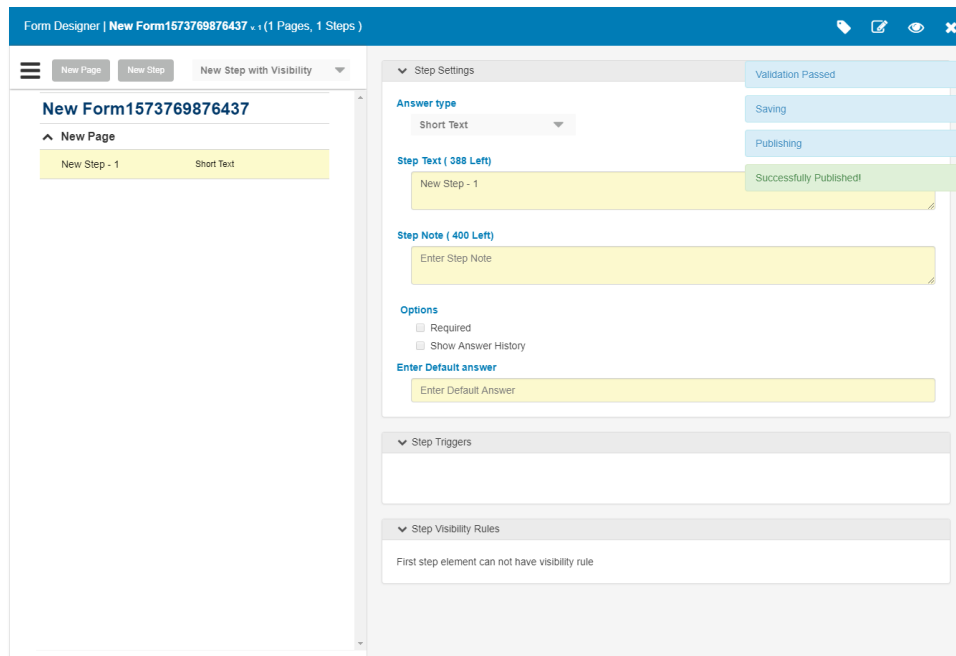 Form Designer | New Form1573769876437 v. 1 (1 Pages, 1 Steps )
New Page
New Step
New Step with Visibility
New Form1573769876437
New Page
New Step - 1
Short Text
Step Settings
Answer type
Short Text
Step Text ( 388 Left)
New Step - 1
Step Note ( 400 Left)
Enter Step Note
Options
Required
Show Answer History
Enter Default answer
Enter Default Answer
Step Triggers
Step Visibility Rules
First step element can not have visibility rule
Validation Passed
Saving
Publishing
Successfully Published!